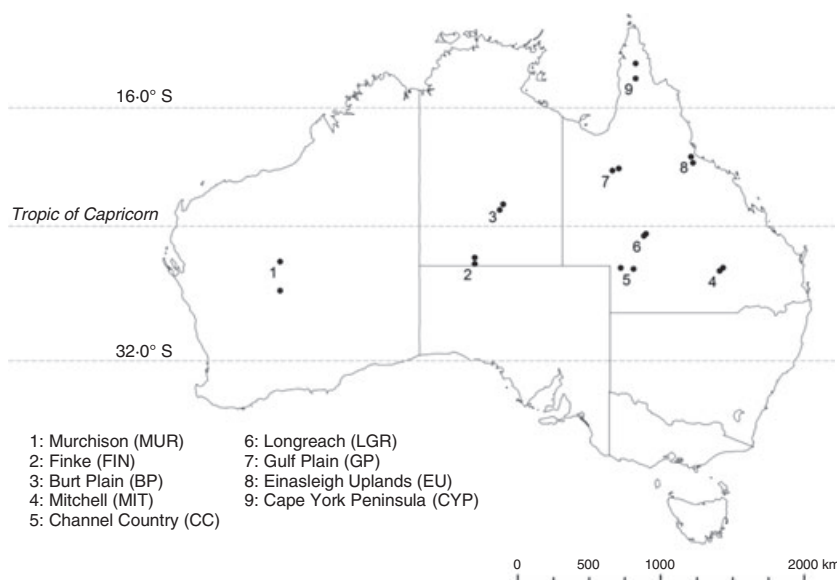 9
16·0° S
8
7
Tropic of Capricorn
3
6
1
2
5
4
32·0° S
1: Murchison (MUR)
2: Finke (FIN)
3: Burt Plain (BP)
4: Mitchell (MIT)
5: Channel Country (CC)
6: Longreach (LGR)
7: Gulf Plain (GP)
8: Einasleigh Uplands (EU)
9: Cape York Peninsula (CYP)
0 500 1000 2000 km